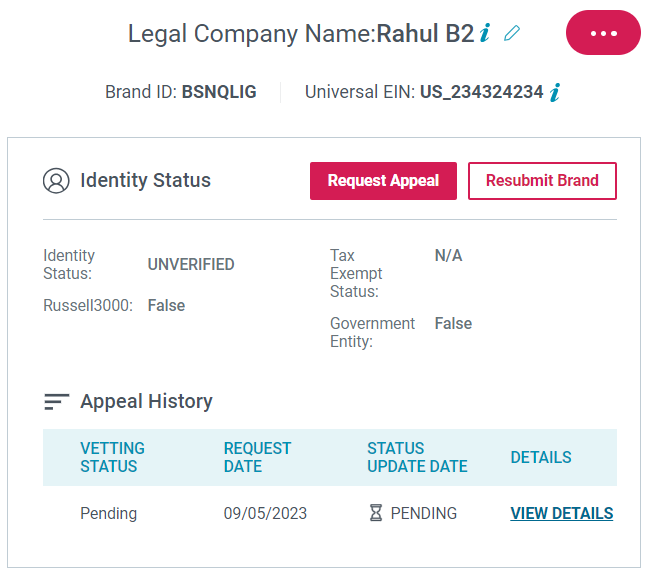 Legal Company Name:Rahul B2 i
Brand ID: BSNQLIG Universal EIN: US_234324234 i
Identity Status Request Appeal Resubmit Brand
Identity Status: UNVERIFIED
Russell3000: False
Tax Exempt Status: N/A
Government Entity: False
Appeal History
VETTING STATUS REQUEST DATE STATUS UPDATE DATE DETAILS
Pending 09/05/2023 PENDING VIEW DETAILS